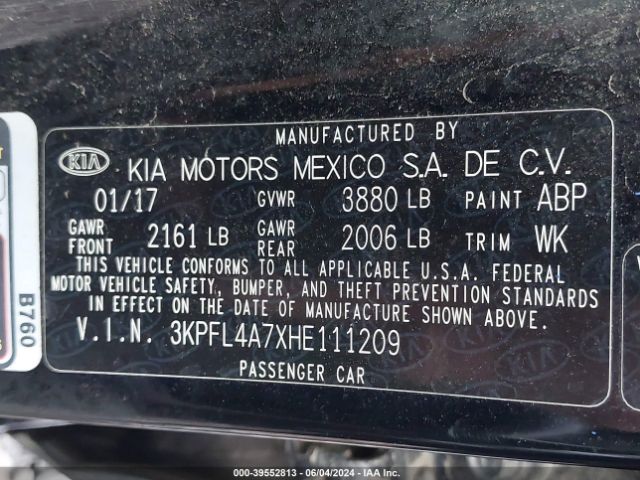 MANUFACTURED BY
KIA KIA MOTORS MEXICO S.A. DE C.V.
01/17 GVWR 3880 LB PAINT ABP
GAWR FRONT 2161 LB GAWR REAR 2006 LB TRIM WK
THIS VEHICLE CONFORMS TO ALL APPLICABLE U.S.A. FEDERAL
MOTOR VEHICLE SAFETY, BUMPER, AND THEFT PREVENTION STANDARDS
IN EFFECT ON THE DATE OF MANUFACTURE SHOWN ABOVE.
V.I.N. 3KPFL4A7XHE111209
PASSENGER CAR
B760
000-39552813 - 06/04/2024 - IAAI.com